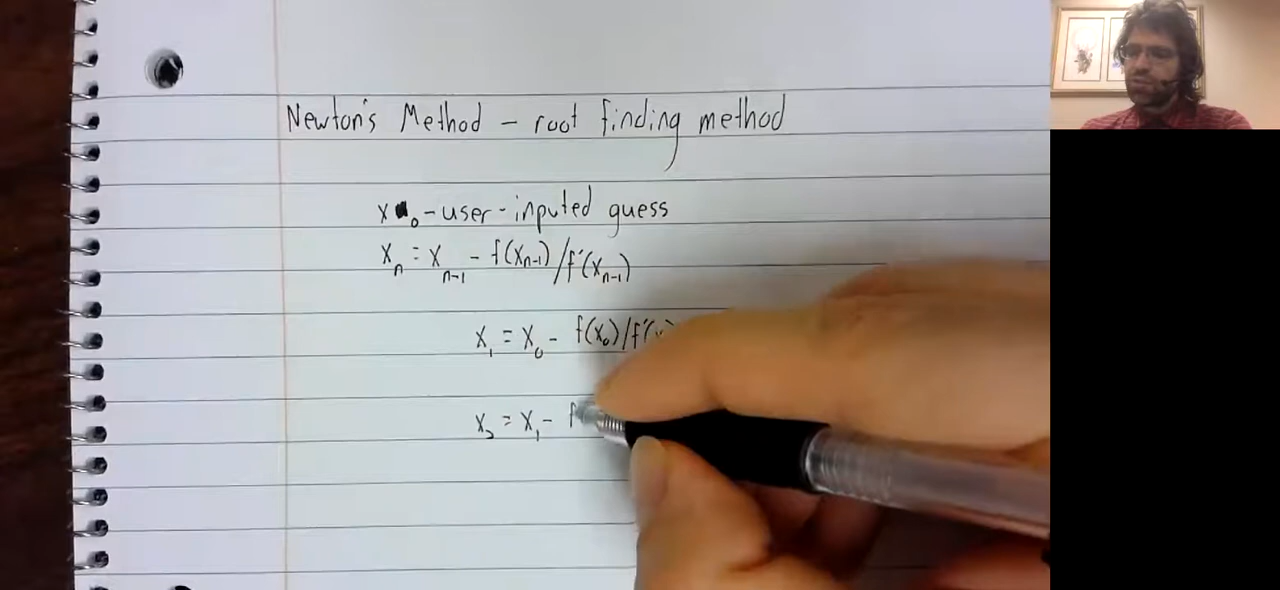 Newton's Method – root finding method
x₀ – user-inputed guess
xₙ = xₙ₋₁ – f(xₙ₋₁)/f'(xₙ₋₁)
x₁ = x₀ – f(x₀)/f'(x
x₂ = x₁ – f